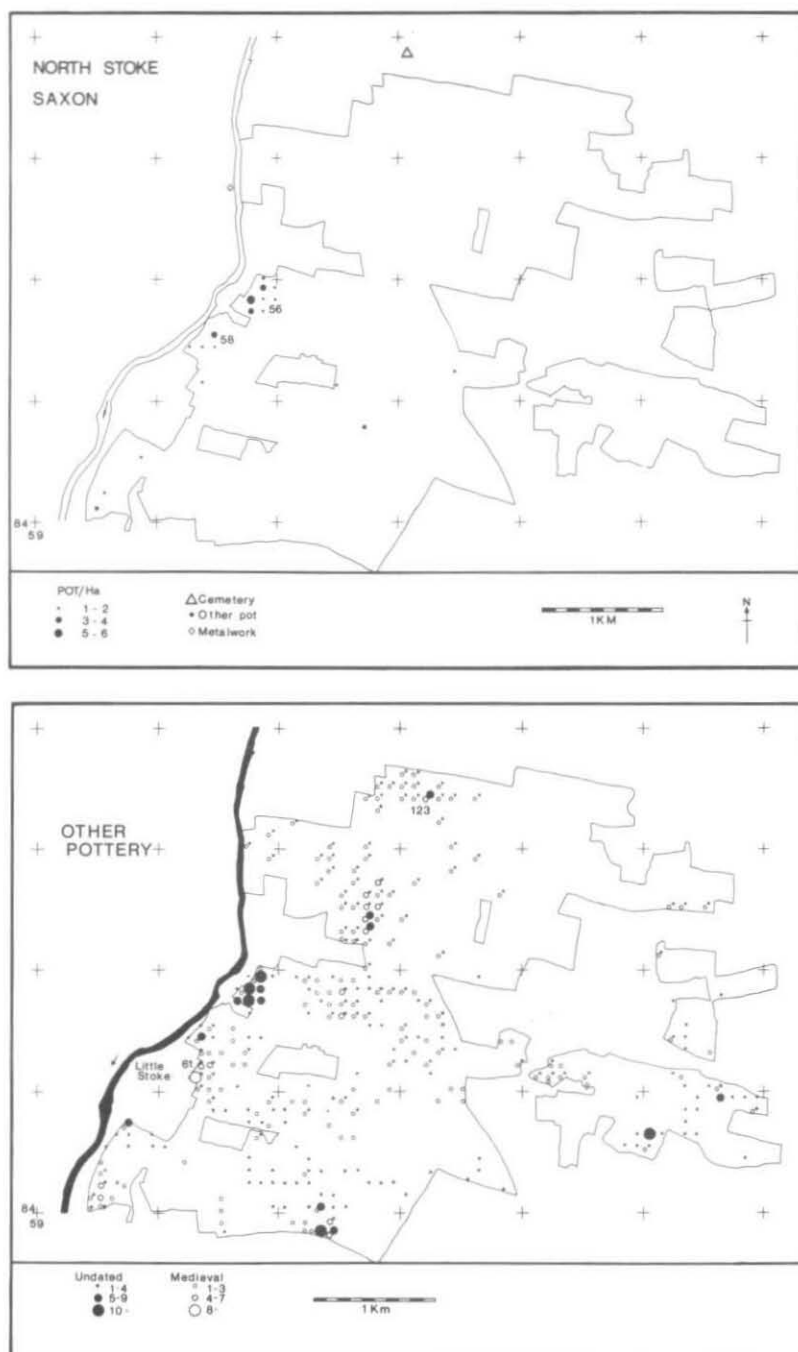 NORTH STOKE
SAXON
56
58
84
59
POT/Ha
1 - 2
3 - 4
5 - 6
Cemetery
Other pot
Metalwork
1KM
N
OTHER
POTTERY
123
61
Little
Stoke
84
59
Undated
1-4
5-9
10-
Mediaeval
1-3
4-7
8-
1Km